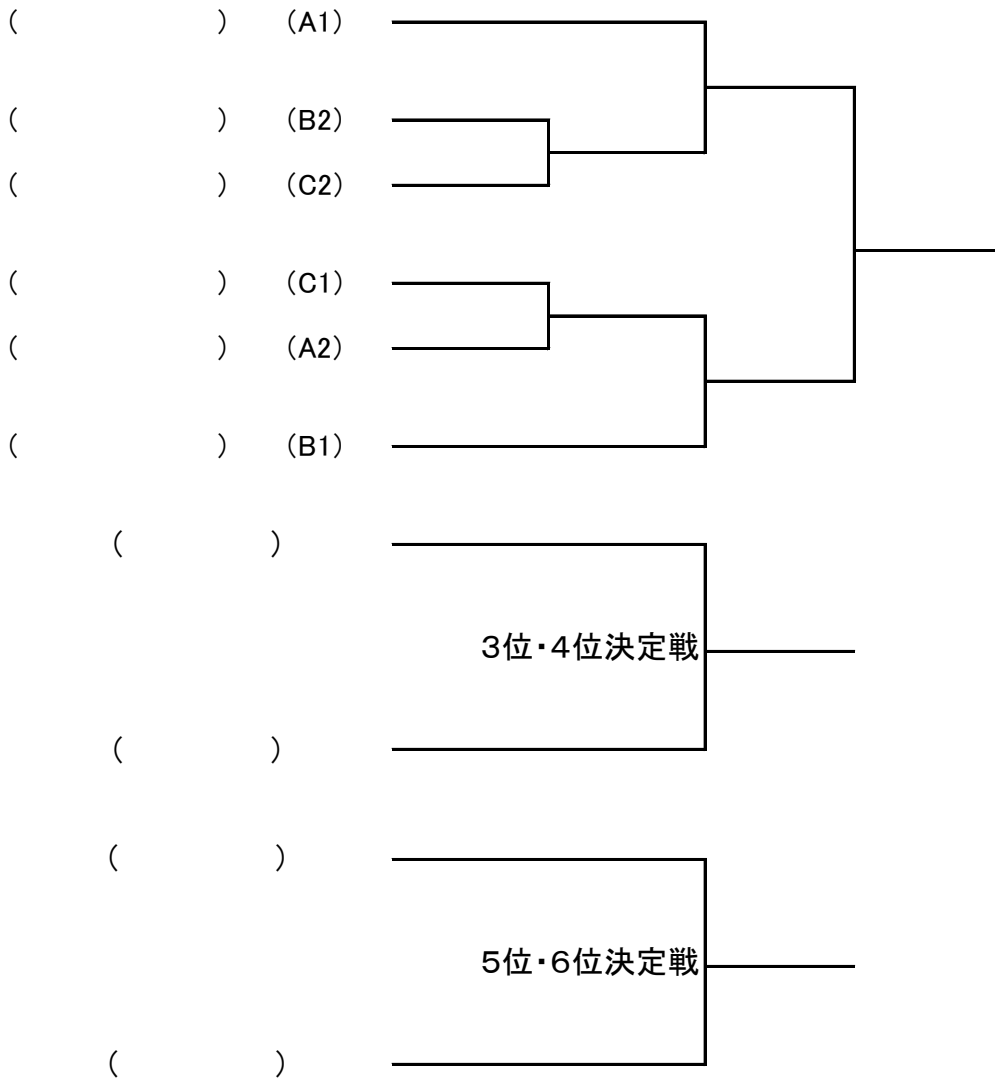 (　　　　　) (A1)
(　　　　　) (B2)
(　　　　　) (C2)
(　　　　　) (C1)
(　　　　　) (A2)
(　　　　　) (B1)
(　　　　　)
3位・4位決定戦
(　　　　　)
(　　　　　)
5位・6位決定戦
(　　　　　)